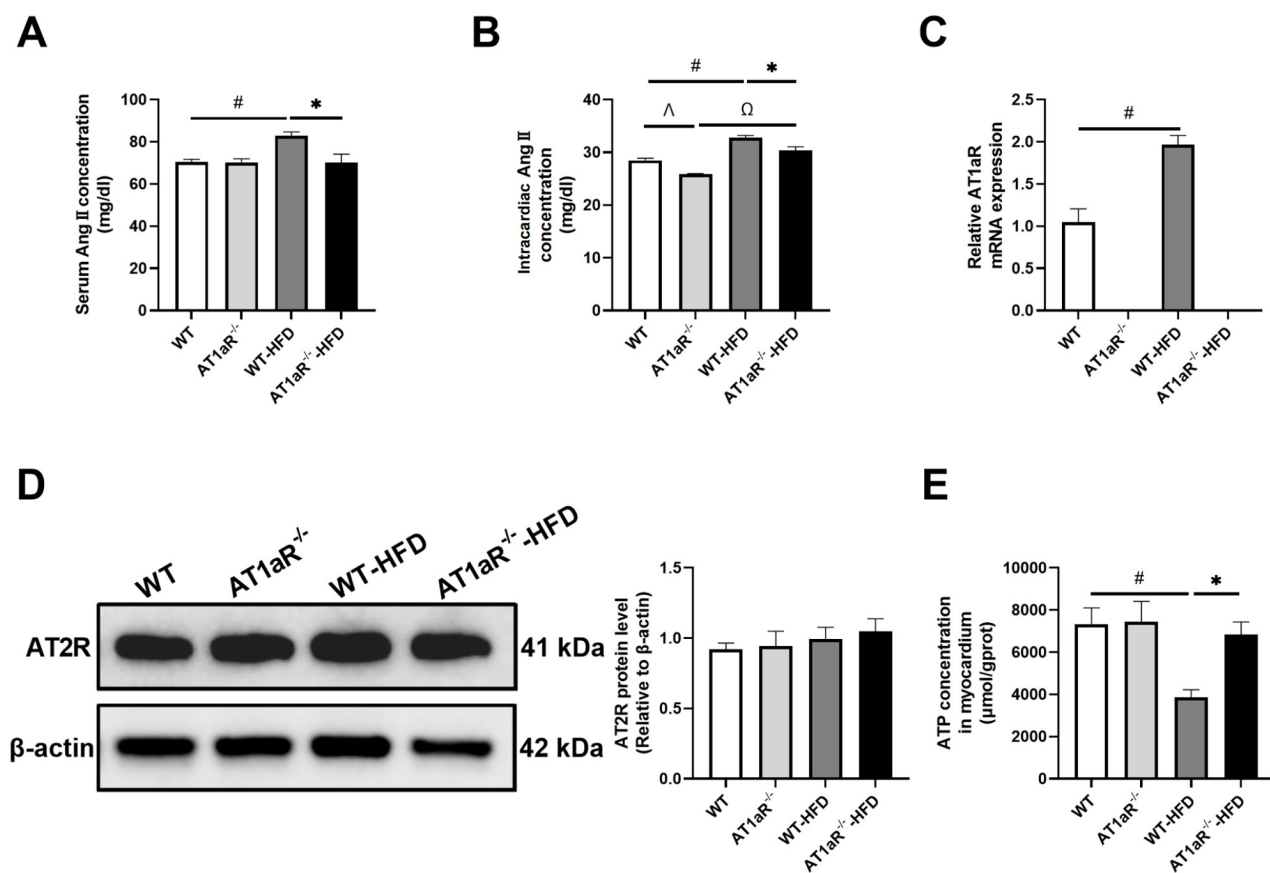 A
Serum Ang Ⅱ concentration
(mg/dl)
100
80
60
40
20
0
#
*
WT
AT1aR-/-
WT-HFD
AT1aR-/--HFD
B
Intracardiac Ang Ⅱ
concentration
(mg/dl)
40
30
20
10
0
#
*
Λ
Ω
WT
AT1aR-/-
WT-HFD
AT1aR-/--HFD
C
Relative AT1aR
mRNA expression
2.5
2.0
1.5
1.0
0.5
0.0
#
WT
AT1aR-/-
WT-HFD
AT1aR-/--HFD
D
WT
AT1aR-/-
WT-HFD
AT1aR-/--HFD
AT2R
41 kDa
β-actin
42 kDa
AT2R protein level
(Relative to β-actin)
1.5
1.0
0.5
0.0
WT
AT1aR-/-
WT-HFD
AT1aR-/--HFD
E
ATP concentration
in myocardium
(μmol/gprot)
10000
8000
6000
4000
2000
0
#
*
WT
AT1aR-/-
WT-HFD
AT1aR-/--HFD